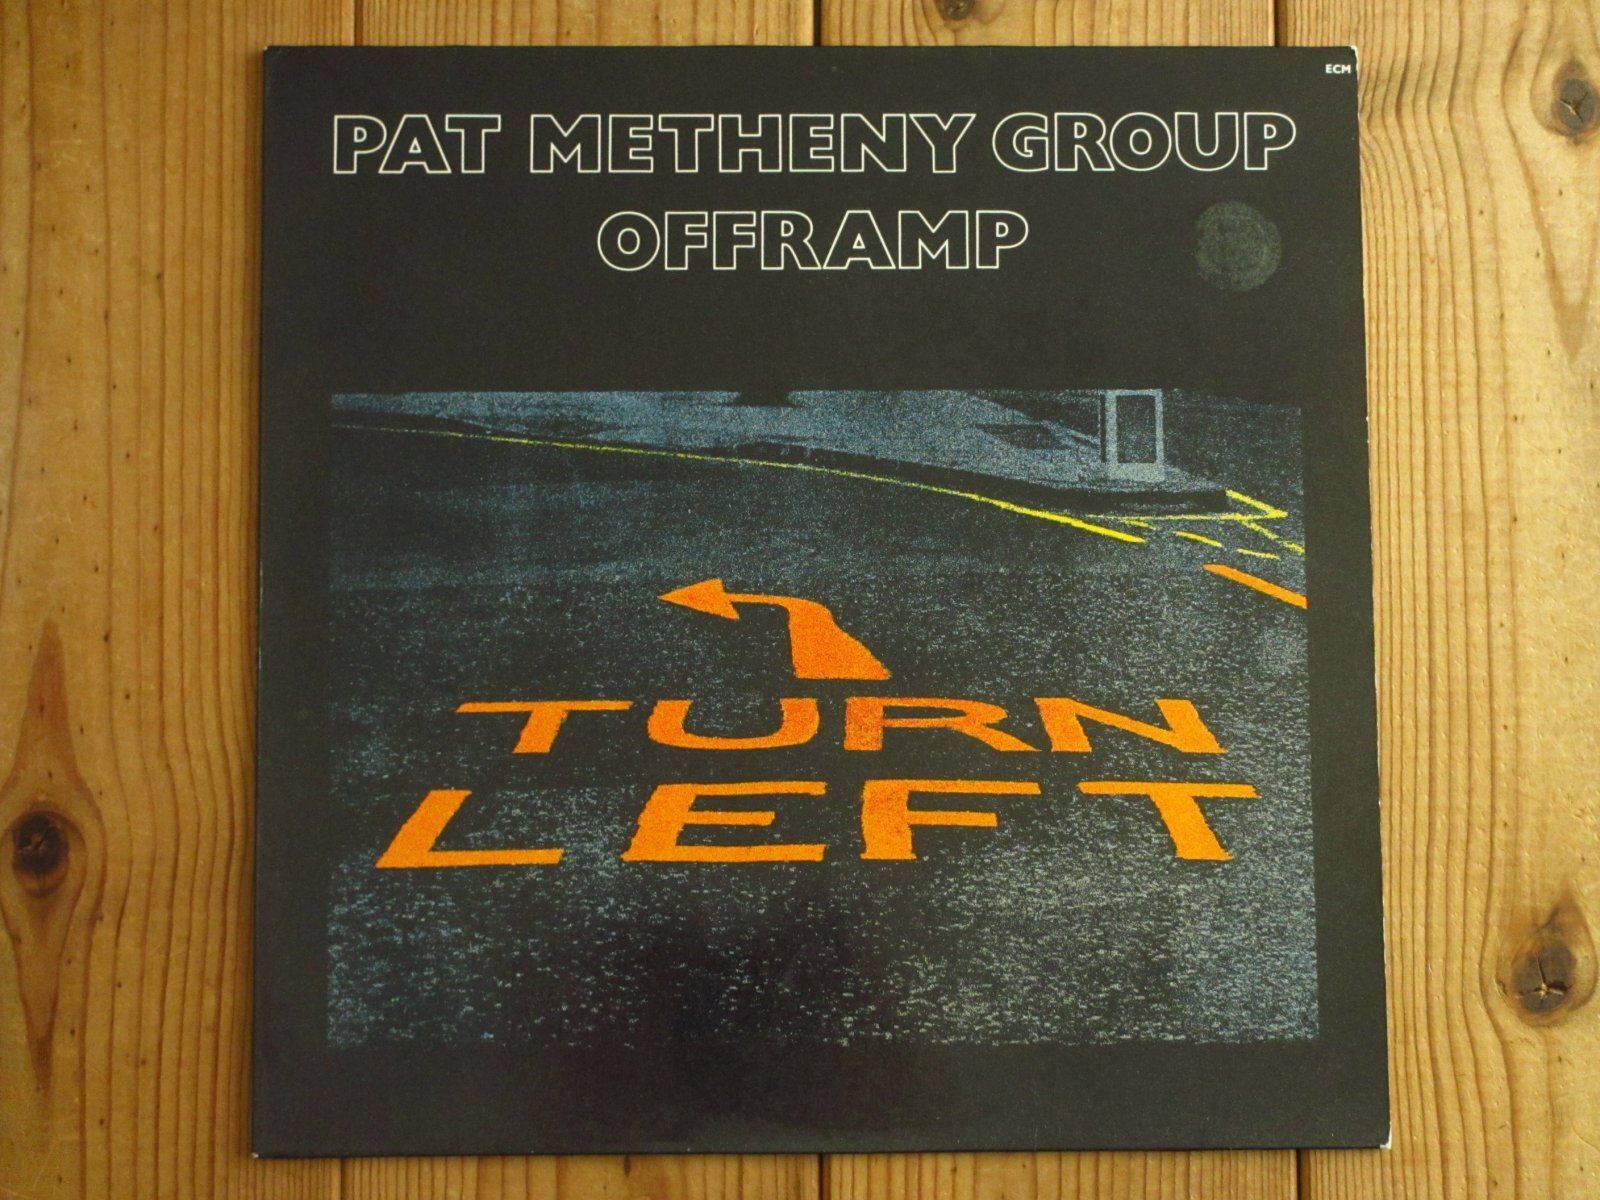 ECM
PAT METHENY GROUP
OFFRAMP
TURN
LEFT